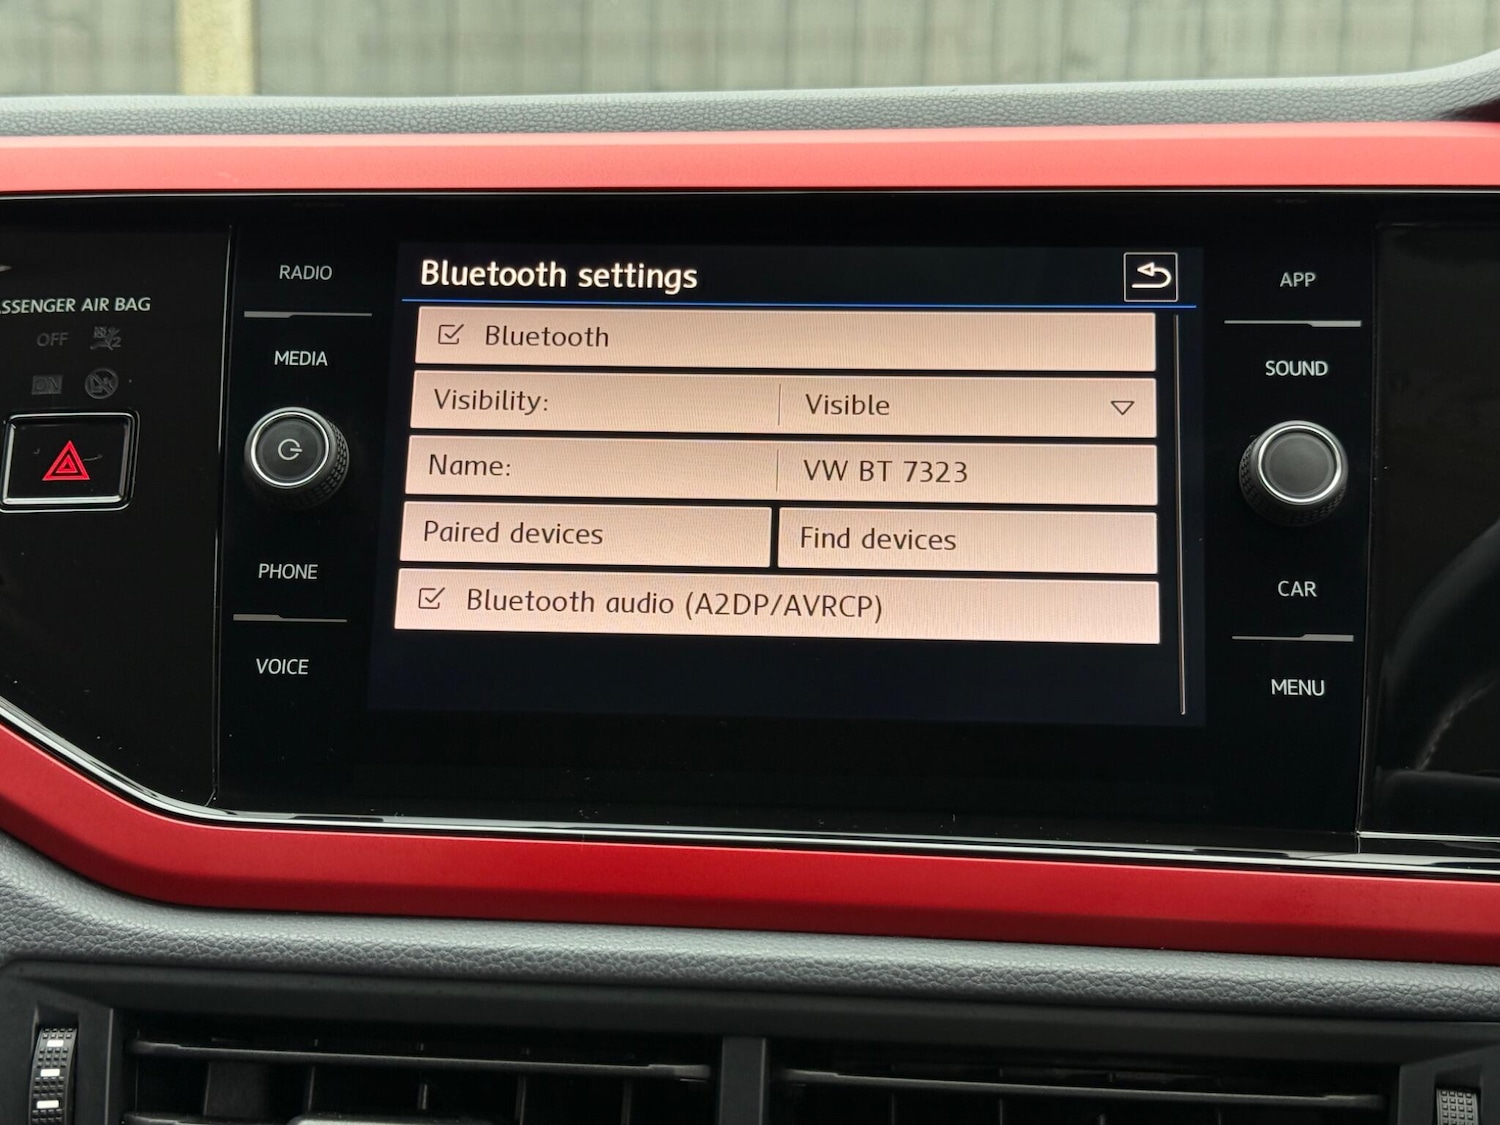 RADIO
MEDIA
PHONE
VOICE
SSENGER AIR BAG
OFF
ON
Bluetooth settings
Bluetooth
Visibility: Visible
Name: VW BT 7323
Paired devices Find devices
Bluetooth audio (A2DP/AVRCP)
APP
SOUND
CAR
MENU